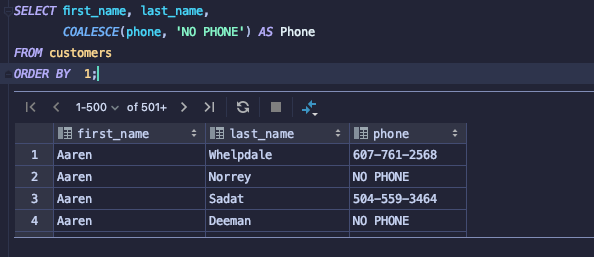 SELECT first_name, last_name,
COALESCE(phone, 'NO PHONE') AS Phone
FROM customers
ORDER BY 1;
1-500 of 501+
first_name last_name phone
1 Aaren Whelpdale 607-761-2568
2 Aaren Norrey NO PHONE
3 Aaren Sadat 504-559-3464
4 Aaren Deeman NO PHONE